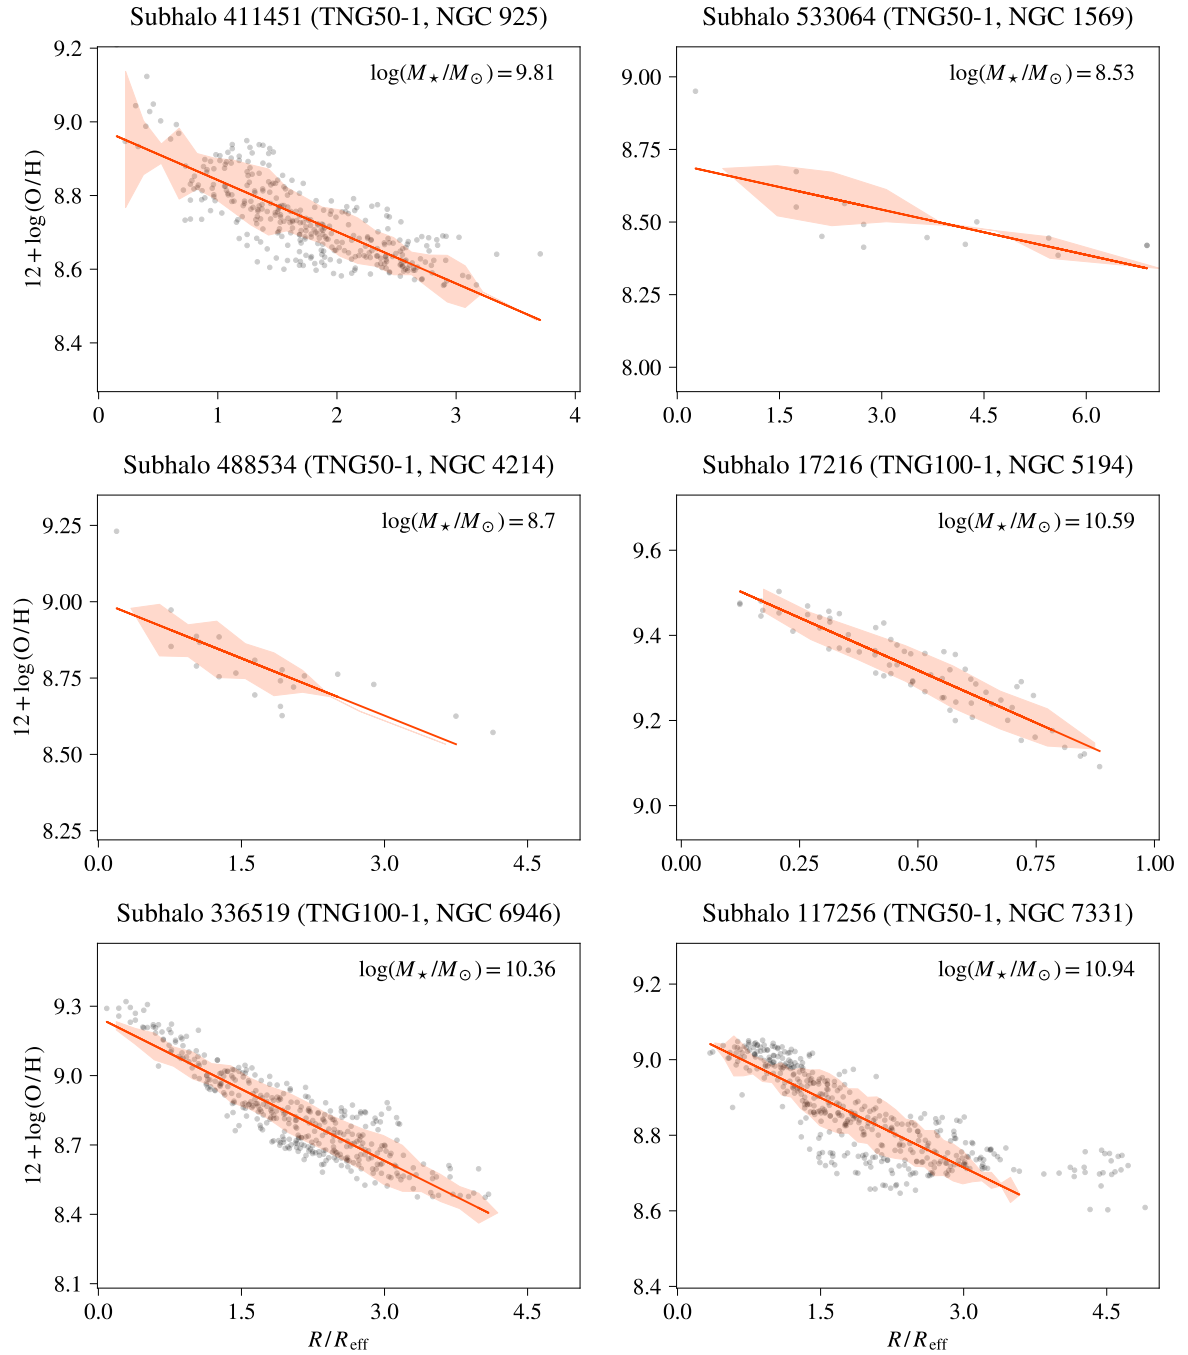 Subhalo 411451 (TNG50-1, NGC 925)
log(M⋆/M⊙)=9.81
12+log(O/H)
9.2
9.0
8.8
8.6
8.4
0 1 2 3 4
Subhalo 533064 (TNG50-1, NGC 1569)
log(M⋆/M⊙)=8.53
9.00
8.75
8.50
8.25
8.00
0.0 1.5 3.0 4.5 6.0
Subhalo 488534 (TNG50-1, NGC 4214)
log(M⋆/M⊙)=8.7
12+log(O/H)
9.25
9.00
8.75
8.50
8.25
0.0 1.5 3.0 4.5
Subhalo 17216 (TNG100-1, NGC 5194)
log(M⋆/M⊙)=10.59
9.6
9.4
9.2
9.0
0.00 0.25 0.50 0.75 1.00
Subhalo 336519 (TNG100-1, NGC 6946)
log(M⋆/M⊙)=10.36
12+log(O/H)
9.3
9.0
8.7
8.4
8.1
0.0 1.5 3.0 4.5
R/Reff
Subhalo 117256 (TNG50-1, NGC 7331)
log(M⋆/M⊙)=10.94
9.2
9.0
8.8
8.6
8.4
0.0 1.5 3.0 4.5
R/Reff